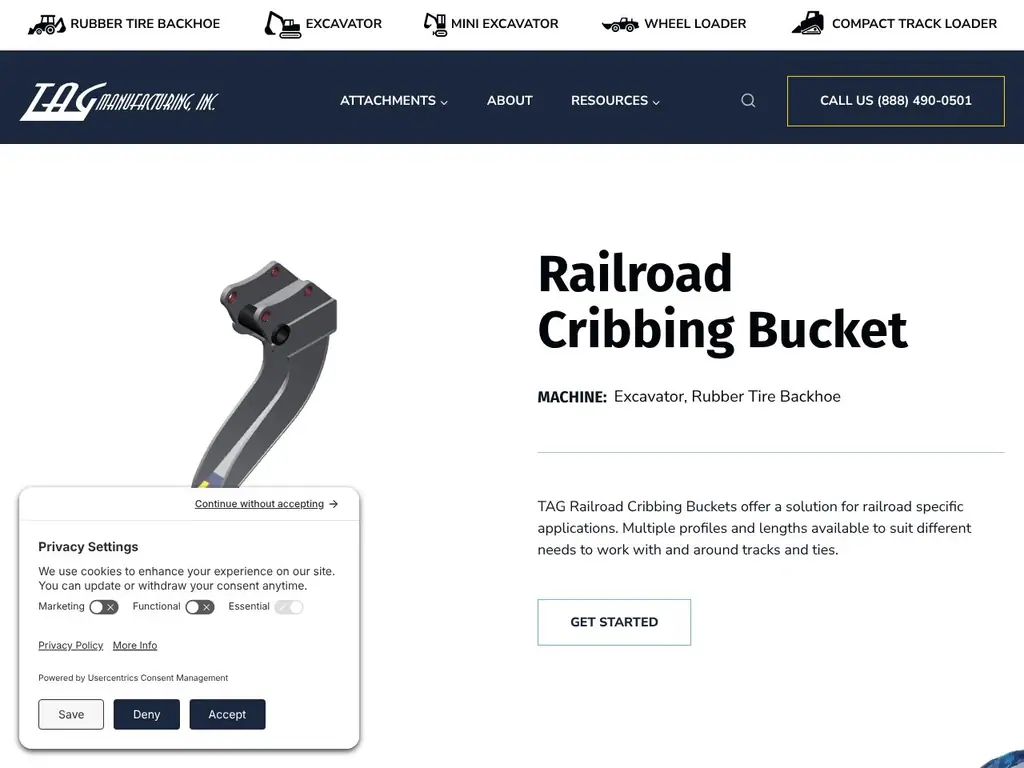 RUBBER TIRE BACKHOE
EXCAVATOR
MINI EXCAVATOR
WHEEL LOADER
COMPACT TRACK LOADER
TAG MANUFACTURING, INC.
ATTACHMENTS
ABOUT
RESOURCES
CALL US (888) 490-0501
Railroad
Cribbing Bucket
MACHINE: Excavator, Rubber Tire Backhoe
TAG Railroad Cribbing Buckets offer a solution for railroad specific
applications. Multiple profiles and lengths available to suit different
needs to work with and around tracks and ties.
GET STARTED
Continue without accepting
Privacy Settings
We use cookies to enhance your experience on our site.
You can update or withdraw your consent anytime.
Marketing
Functional
Essential
Privacy Policy
More Info
Powered by Usercentrics Consent Management
Save
Deny
Accept